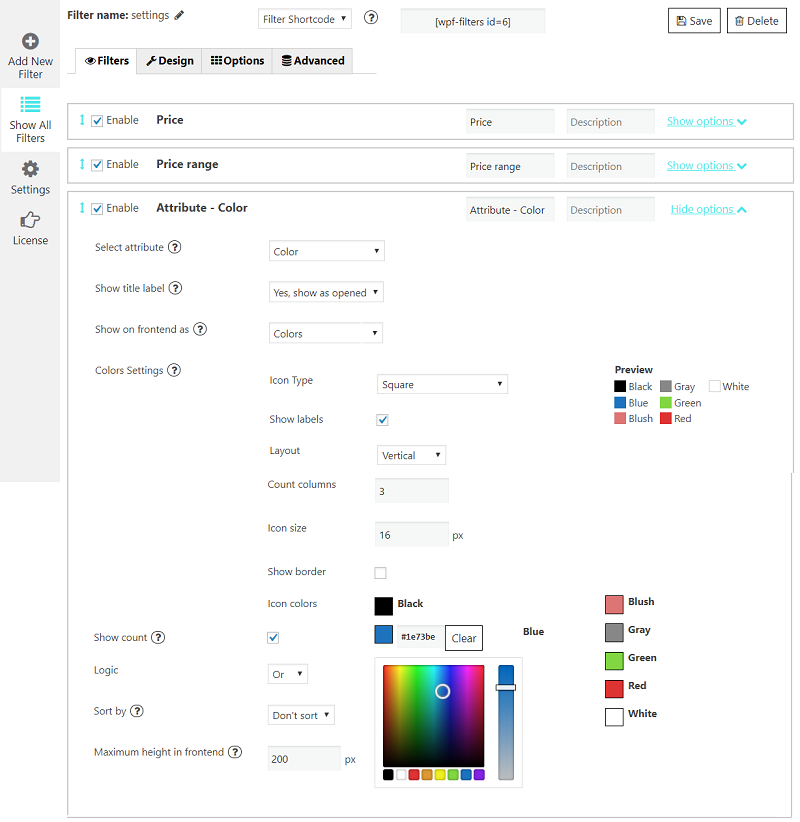 Filter name: settings
Filter Shortcode
?
[wpf-filters id=6]
Save
Delete
Add New
Filter
Show All
Filters
Settings
License
Filters
Design
Options
Advanced
Enable
Price
Price
Description
Show options
Enable
Price range
Price range
Description
Show options
Enable
Attribute - Color
Attribute - Color
Description
Hide options
Select attribute ?
Color
Show title label ?
Yes, show as opened
Show on frontend as ?
Colors
Colors Settings ?
Icon Type
Square
Show labels
Layout
Vertical
Count columns
3
Icon size
16 px
Show border
Preview
Black Gray White
Blue Green
Blush Red
Icon colors
Black
#1e73be
Clear
Blue
Blush
Gray
Green
Red
White
Show count ?
Logic
Or
Sort by ?
Don't sort
Maximum height in frontend ?
200 px